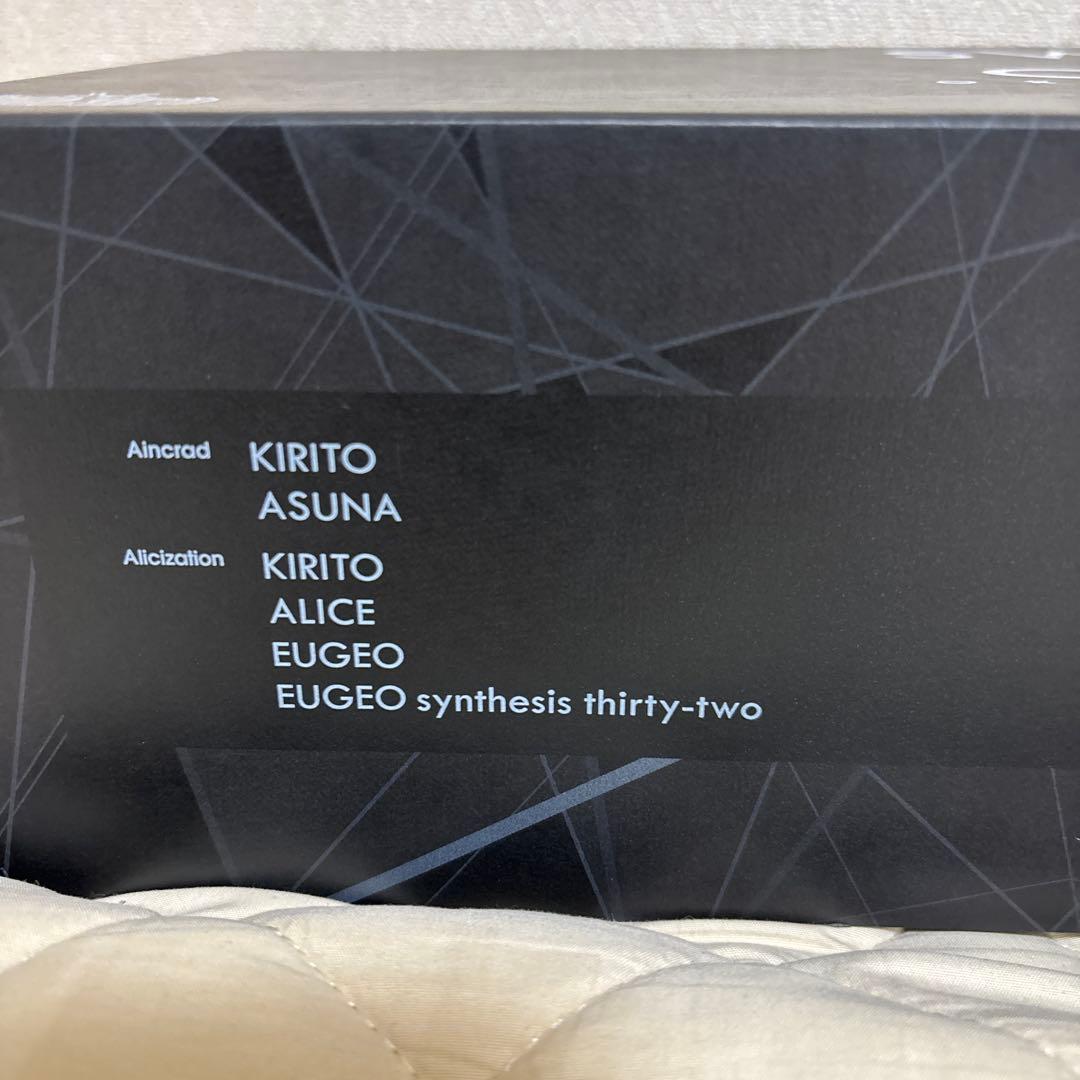 Aincrad KIRITO
ASUNA
Alicization KIRITO
ALICE
EUGEO
EUGEO synthesis thirty-two